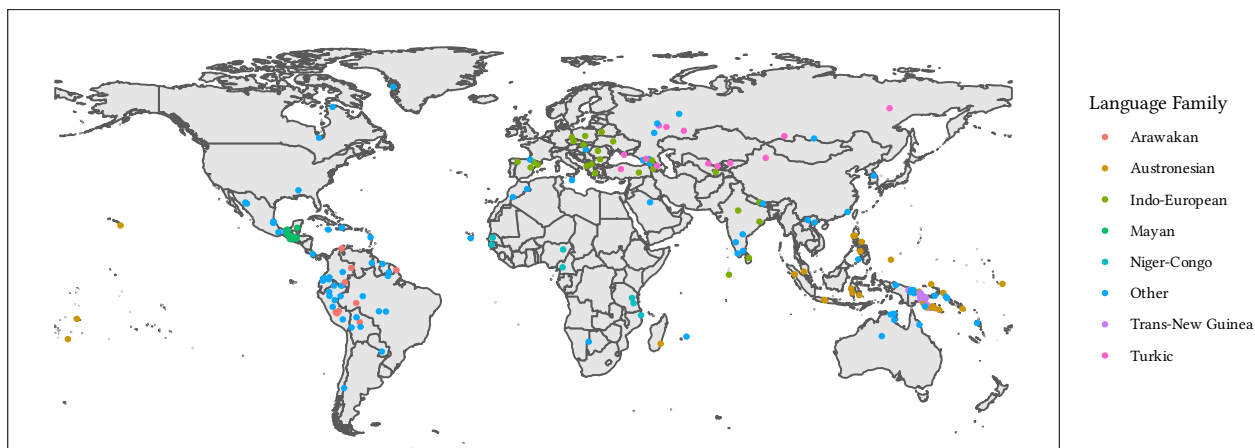 Language Family
Arawakan
Austronesian
Indo-European
Mayan
Niger-Congo
Other
Trans-New Guinea
Turkic